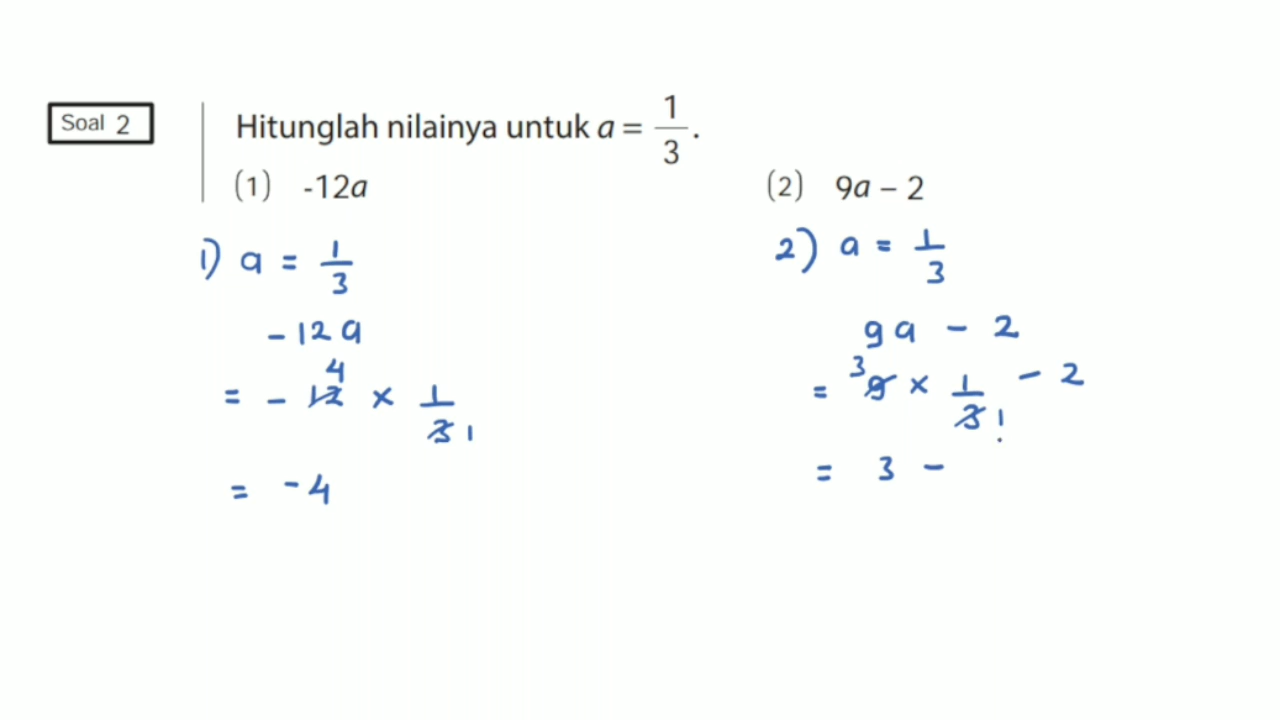 Soal 2
Hitunglah nilainya untuk a = 1/3.
(1) -12a
(2) 9a – 2
1) a = 1/3
-12a
= - 12 4 × 1/3 1
= -4
2) a = 1/3
9a - 2
= 3 9 × 1/3 1 - 2
= 3 -